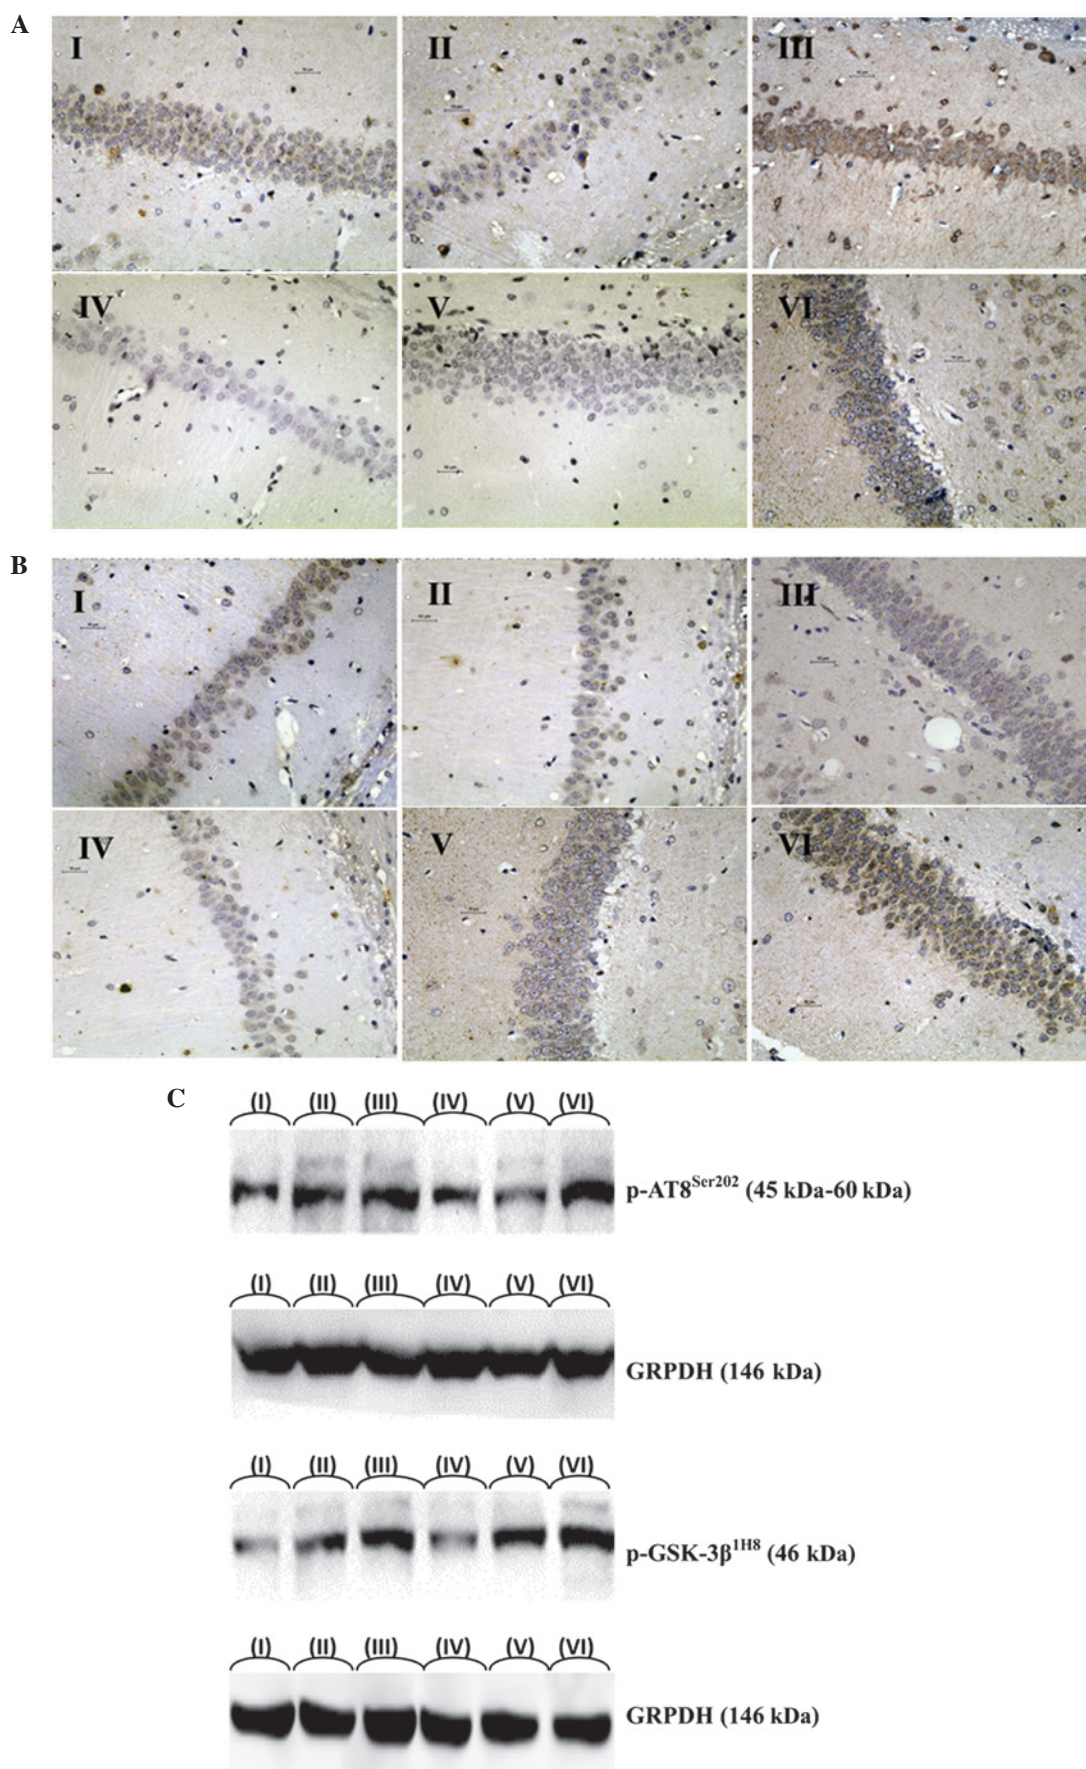 A
I II III
IV V VI
B
I II III
IV V VI
C
(I) (II) (III) (IV) (V) (VI)
p-AT8Ser202 (45 kDa-60 kDa)
(I) (II) (III) (IV) (V) (VI)
GRPDH (146 kDa)
(I) (II) (III) (IV) (V) (VI)
p-GSK-3β1H8 (46 kDa)
(I) (II) (III) (IV) (V) (VI)
GRPDH (146 kDa)